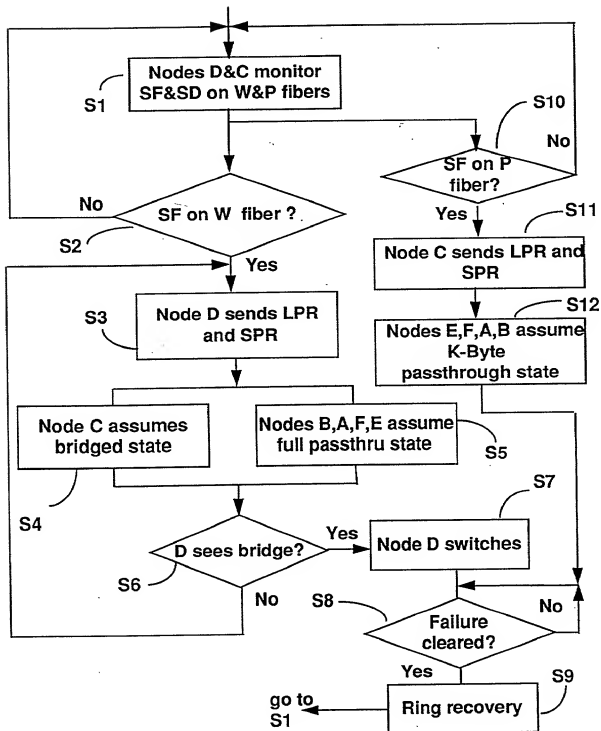 Nodes D&C monitor
SF&SD on W&P fibers
S1
S10
No
SF on P
fiber?
No
SF on W fiber ?
S2
Yes
Yes
S11
Node C sends LPR and
SPR
S12
S3
Node D sends LPR
and SPR
Nodes E,F,A,B assume
K-Byte
passthrough state
Node C assumes
bridged state
Nodes B,A,F,E assume
full passthru state
S5
S4
S7
D sees bridge?
Yes
Node D switches
S6
No
S8
No
Failure
cleared?
Yes
S9
go to
S1
Ring recovery